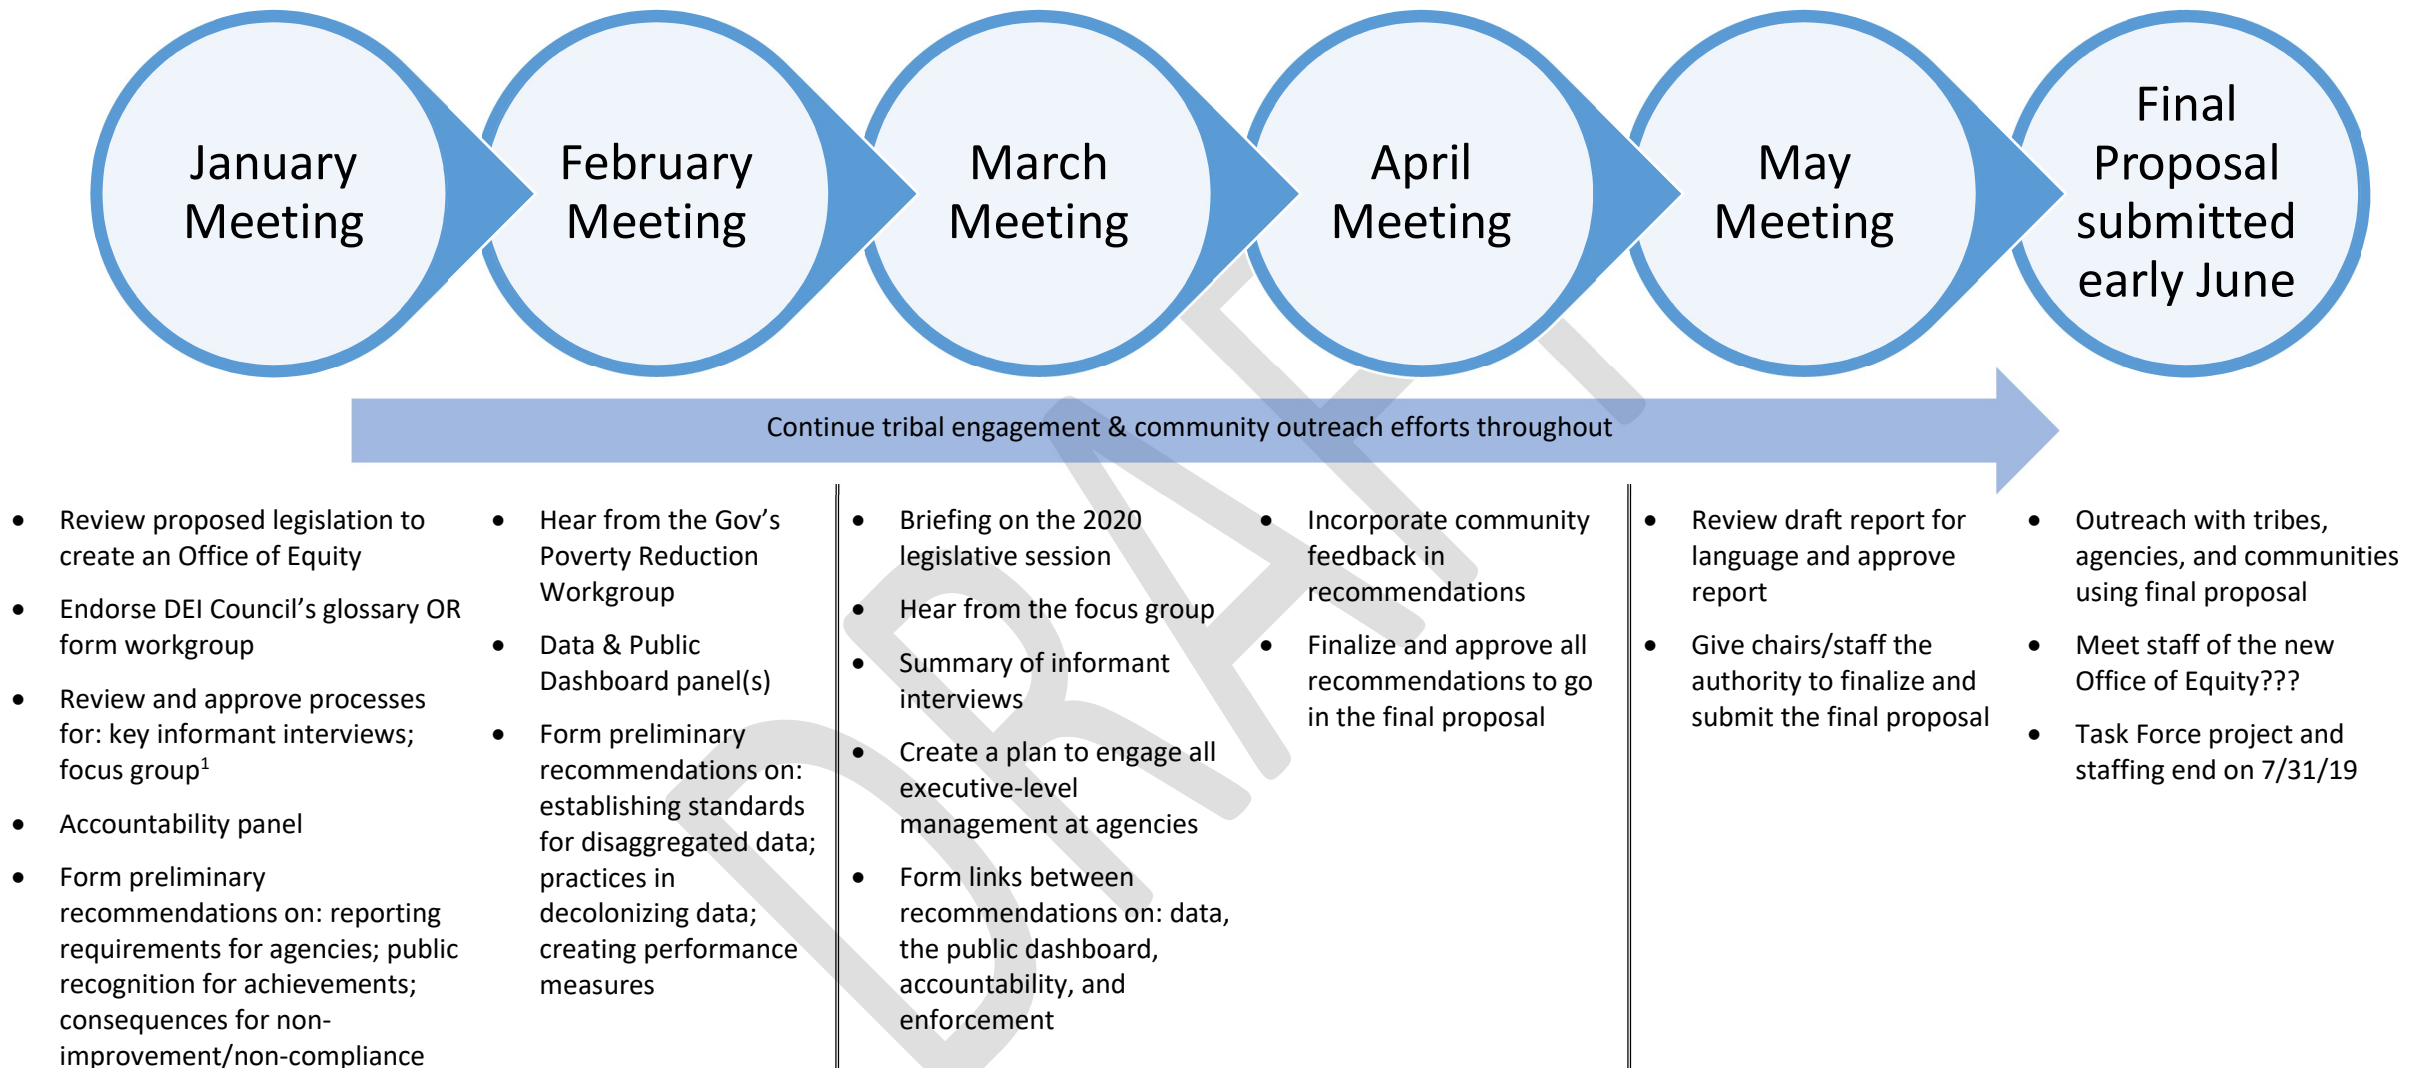 January
Meeting
February
Meeting
March
Meeting
April
Meeting
May
Meeting
Final
Proposal
submitted
early June
Continue tribal engagement & community outreach efforts throughout
• Review proposed legislation to
create an Office of Equity
• Endorse DEI Council’s glossary OR
form workgroup
• Review and approve processes
for: key informant interviews;
focus group1
• Accountability panel
• Form preliminary
recommendations on: reporting
requirements for agencies; public
recognition for achievements;
consequences for non-
improvement/non-compliance
• Hear from the Gov’s
Poverty Reduction
Workgroup
• Data & Public
Dashboard panel(s)
• Form preliminary
recommendations on:
establishing standards
for disaggregated data;
practices in
decolonizing data;
creating performance
measures
• Briefing on the 2020
legislative session
• Hear from the focus group
• Summary of informant
interviews
• Create a plan to engage all
executive-level
management at agencies
• Form links between
recommendations on: data,
the public dashboard,
accountability, and
enforcement
• Incorporate community
feedback in
recommendations
• Finalize and approve all
recommendations to go
in the final proposal
• Review draft report for
language and approve
report
• Give chairs/staff the
authority to finalize and
submit the final proposal
• Outreach with tribes,
agencies, and communities
using final proposal
• Meet staff of the new
Office of Equity???
• Task Force project and
staffing end on 7/31/19
DRAFT